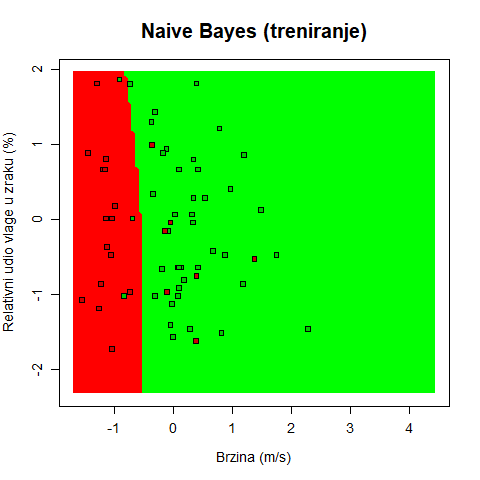 Naive Bayes (treniranje)
Relativni udio vlage u zraku (%)
2
1
0
-1
-2
-1 0 1 2 3 4
Brzina (m/s)